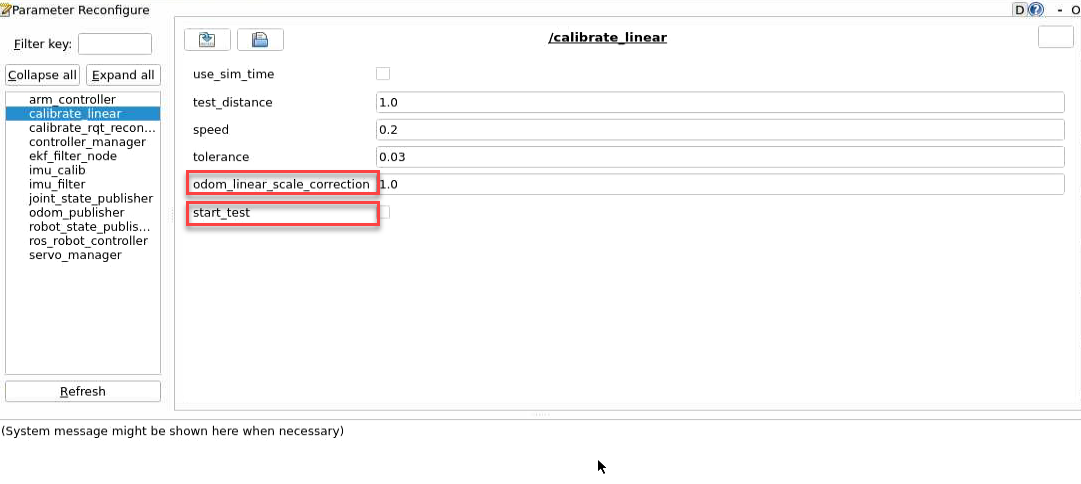 Parameter Reconfigure
D
- O
Filter key:
Collapse all Expand all
arm_controller
calibrate_linear
calibrate_rqt_recon...
controller_manager
ekf_filter_node
imu_calib
imu_filter
joint_state_publisher
odom_publisher
robot_state_publis...
ros_robot_controller
servo_manager
Refresh
/calibrate_linear
use_sim_time
test_distance 1.0
speed 0.2
tolerance 0.03
odom_linear_scale_correction 1.0
start_test
(System message might be shown here when necessary)